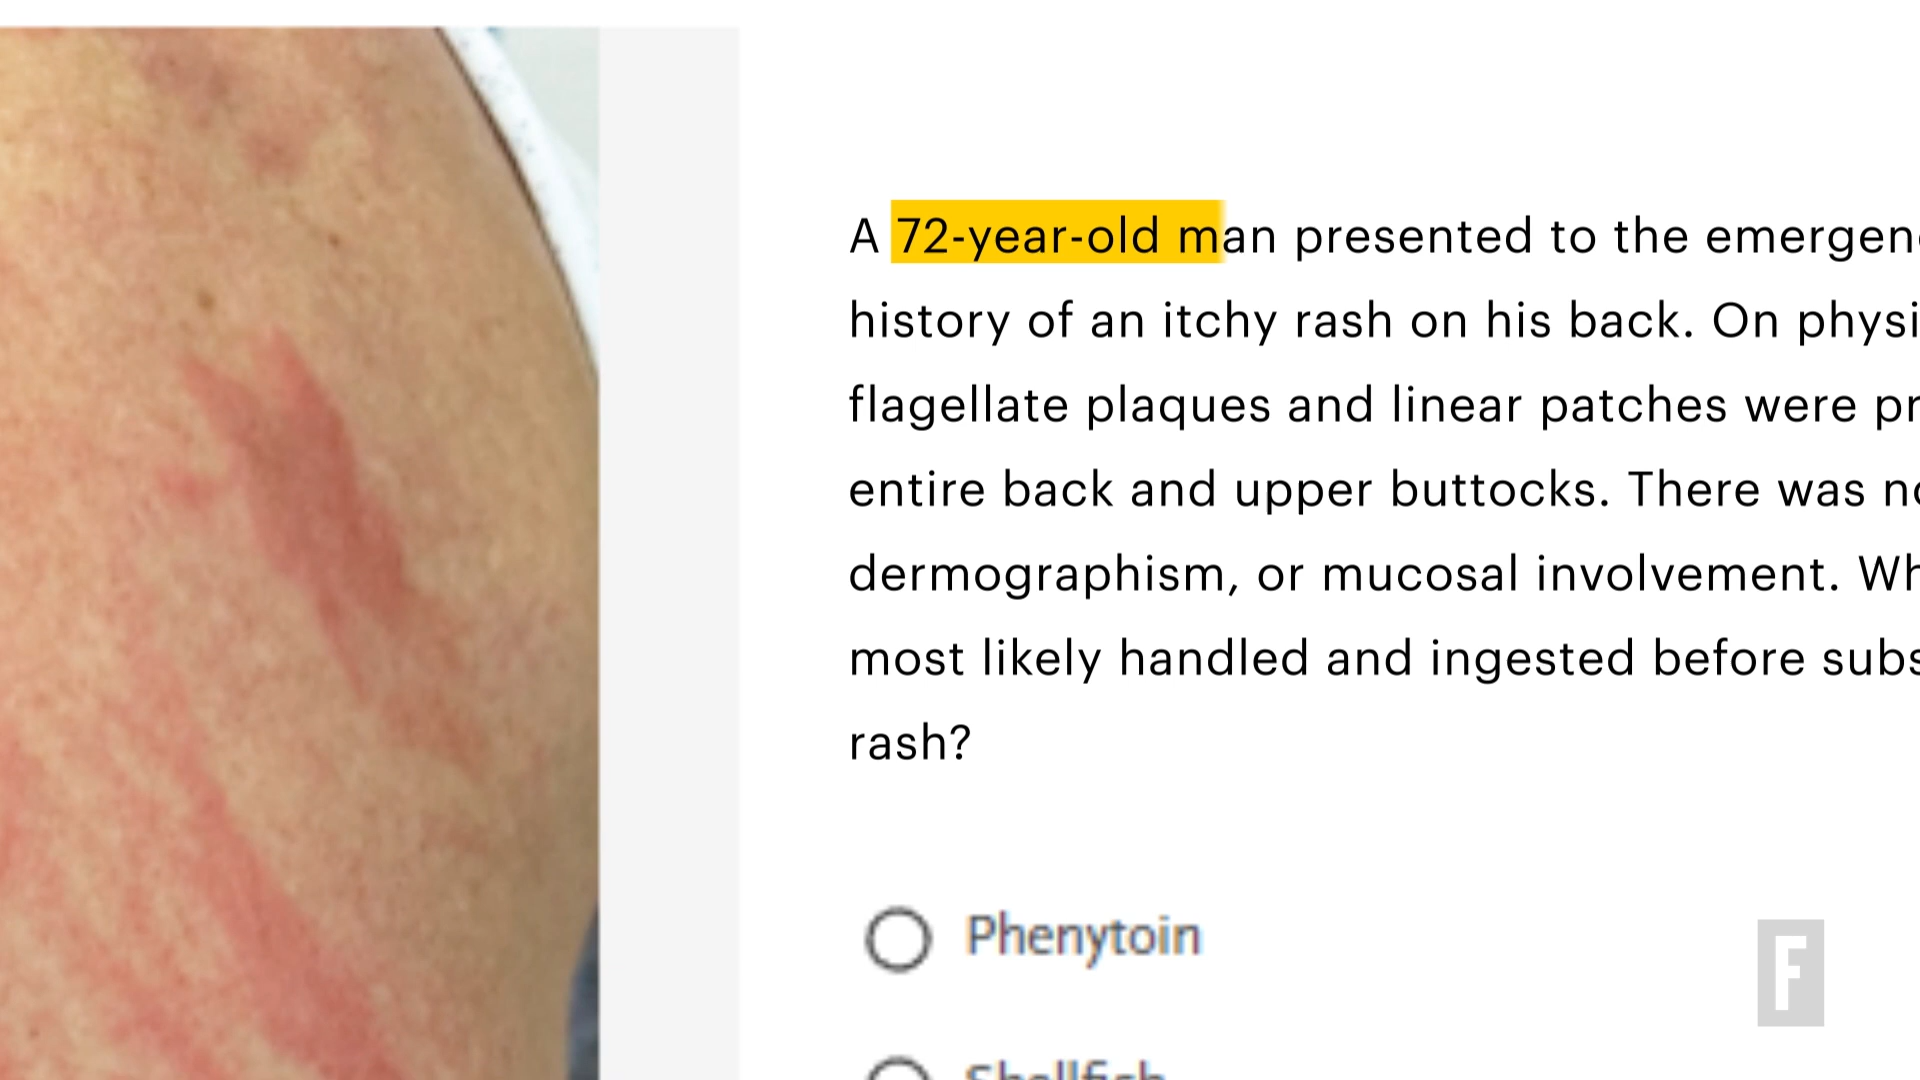 A 72-year-old man presented to the emergen
history of an itchy rash on his back. On physi
flagellate plaques and linear patches were pr
entire back and upper buttocks. There was no
dermographism, or mucosal involvement. Wh
most likely handled and ingested before subs
rash?
Phenytoin
Shellfish
F